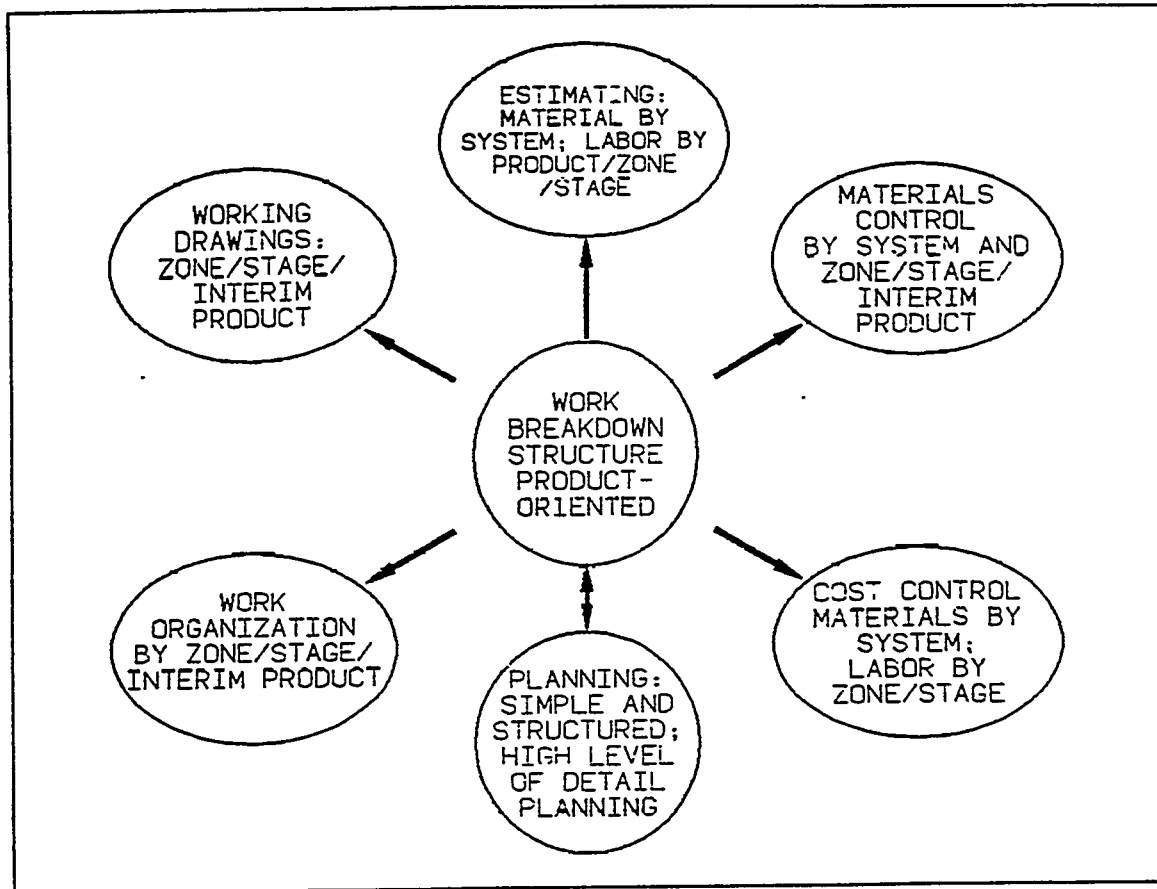 ESTIMATING:
MATERIAL BY
SYSTEM; LABOR BY
PRODUCT/ZONE
/STAGE
WORKING
DRAWINGS:
ZONE/STAGE/
INTERIM
PRODUCT
MATERIALS
CONTROL
BY SYSTEM AND
ZONE/STAGE/
INTERIM
PRODUCT
WORK
BREAKDOWN
STRUCTURE
PRODUCT-
ORIENTED
WORK
ORGANIZATION
BY ZONE/STAGE/
INTERIM PRODUCT
COST CONTROL
MATERIALS BY
SYSTEM;
LABOR BY
ZONE/STAGE
PLANNING:
SIMPLE AND
STRUCTURED;
HIGH LEVEL
OF DETAIL
PLANNING